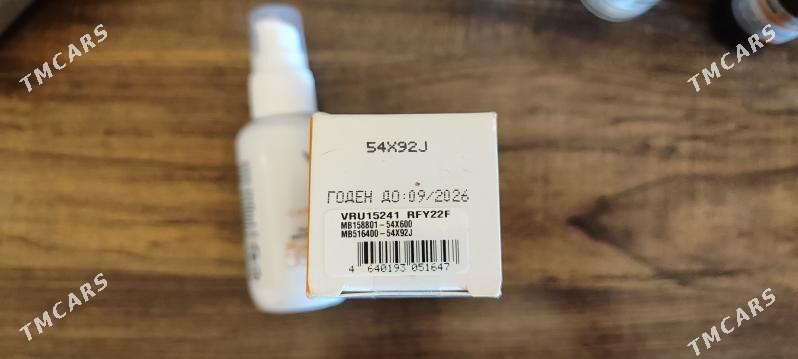 TMCARS
TMCARS
54X92J
ГОДЕН ДО:09/2026
VRU15241 RFY22F
MB158801-54X600
MB516400-54X92J
4 640193 051647
TMCARS
TMCARS